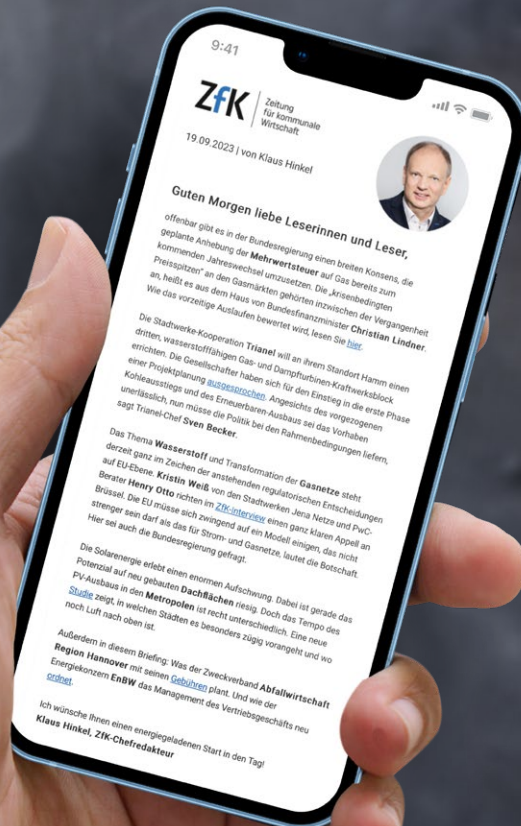 9:41
ZfK
Zeitung
für kommunale
Wirtschaft
19.09.2023 | von Klaus Hinkel
Guten Morgen liebe Leserinnen und Leser,
offenbar gibt es in der Bundesregierung einen breiten Konsens, die
geplante Anhebung der Mehrwertsteuer auf Gas bereits zum
kommenden Jahreswechsel umzusetzen. Die „krisenbedingten
Preisspitzen" an den Gasmärkten gehörten inzwischen der Vergangenheit
an, heißt es aus dem Haus von Bundesfinanzminister Christian Lindner.
Wie das vorzeitige Auslaufen bewertet wird, lesen Sie hier.
Die Stadtwerke-Kooperation Trianel will an ihrem Standort Hamm einen
dritten, wasserstofffähigen Gas- und Dampfturbinen-Kraftwerksblock
errichten. Die Gesellschafter haben sich für den Einstieg in die erste Phase
einer Projektplanung ausgesprochen. Angesichts des vorgezogenen
Kohleausstiegs und des Erneuerbaren-Ausbaus sei das Vorhaben
unerlässlich, nun müsse die Politik bei den Rahmenbedingungen liefern,
sagt Trianel-Chef Sven Becker.
Das Thema Wasserstoff und Transformation der Gasnetze steht
derzeit ganz im Zeichen der anstehenden regulatorischen Entscheidungen
auf EU-Ebene. Kristin Weiß von den Stadtwerken Jena Netze und PwC-
Berater Henry Otto richten im ZfK-Interview einen ganz klaren Appell an
Brüssel. Die EU müsse sich zwingend auf ein Modell einigen, das nicht
strenger sein darf als das für Strom- und Gasnetze, lautet die Botschaft.
Hier sei auch die Bundesregierung gefragt.
Die Solarenergie erlebt einen enormen Aufschwung. Dabei ist gerade das
Potenzial auf neu gebauten Dachflächen riesig. Doch das Tempo des
PV-Ausbaus in den Metropolen ist recht unterschiedlich. Eine neue
Studie zeigt, in welchen Städten es besonders zügig vorangeht und wo
noch Luft nach oben ist.
Außerdem in diesem Briefing: Was der Zweckverband Abfallwirtschaft
Region Hannover mit seinen Gebühren plant. Und wie der
Energiekonzern EnBW das Management des Vertriebsgeschäfts neu
ordnet.
Ich wünsche Ihnen einen energiegeladenen Start in den Tag!
Klaus Hinkel, ZfK-Chefredakteur